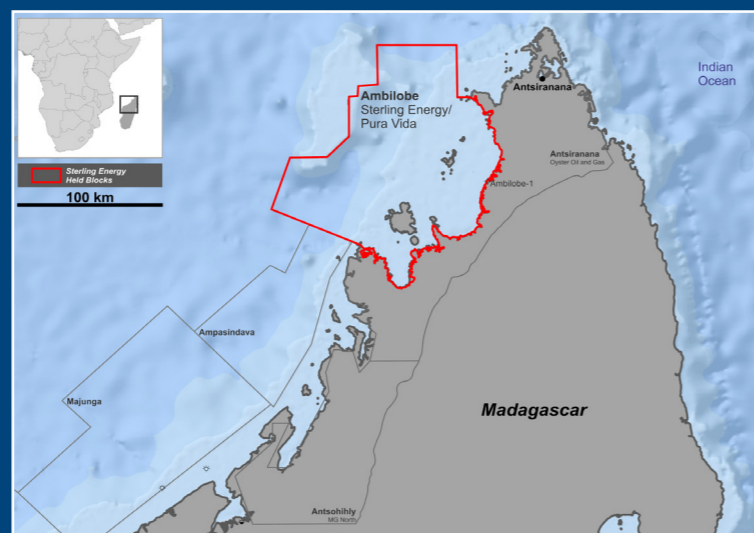 Ambilobe
Sterling Energy/
Pura Vida
Antsiranana
Indian
Ocean
Antsiranana
Oyster Oil and Gas
Ambilobe-1
Sterling Energy
Held Blocks
100 km
Ampasindava
Majunga
Madagascar
Antsohihly
MG North